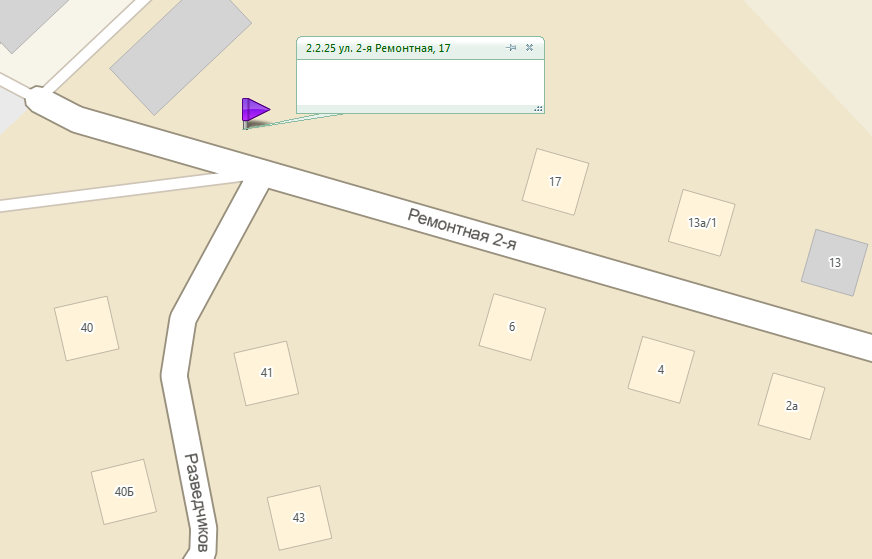 2.2.25 ул. 2-я Ремонтная, 17
17
13а/1
13
Ремонтная 2-я
40
6
41
4
2а
Разведчиков
40Б
43